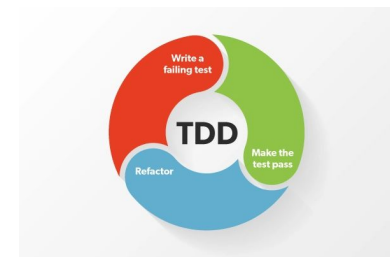 Write a
failing test
TDD
Make the
test pass
Refactor